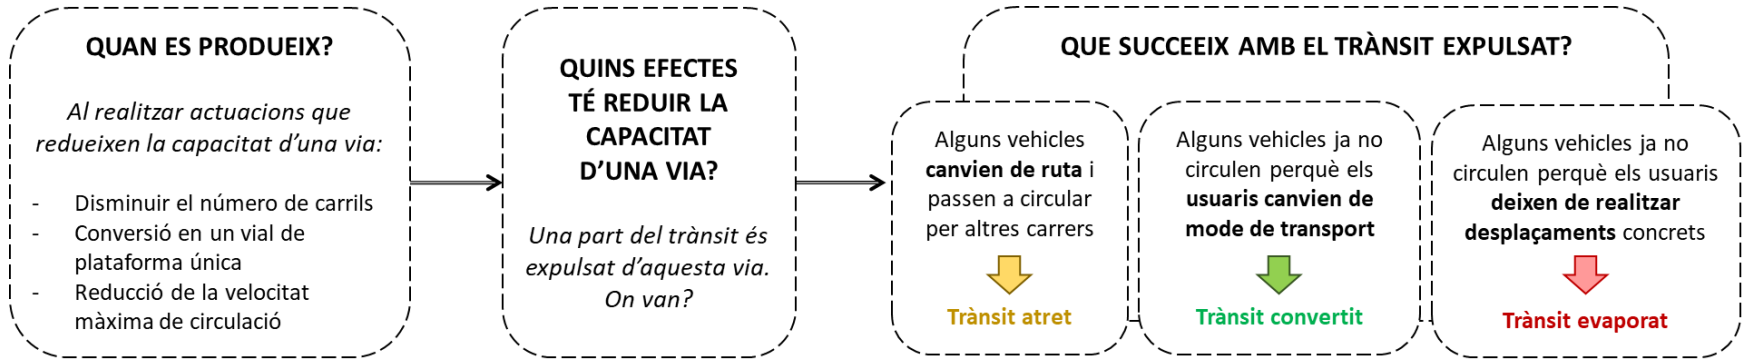 QUAN ES PRODUEIX?
Al realitzar actuacions que
redueixen la capacitat d'una via:
- Disminuir el número de carrils
- Conversió en un vial de
plataforma única
- Reducció de la velocitat
màxima de circulació
QUINS EFECTES
TÉ REDUIR LA
CAPACITAT
D'UNA VIA?
Una part del trànsit és
expulsat d'aquesta via.
On van?
QUE SUCCEEIX AMB EL TRÀNSIT EXPULSAT?
Alguns vehicles
canvien de ruta i
passen a circular
per altres carrers
Trànsit atret
Alguns vehicles ja no
circulen perquè els
usuaris canvien de
mode de transport
Trànsit convertit
Alguns vehicles ja no
circulen perquè els usuaris
deixen de realitzar
desplaçaments concrets
Trànsit evaporat